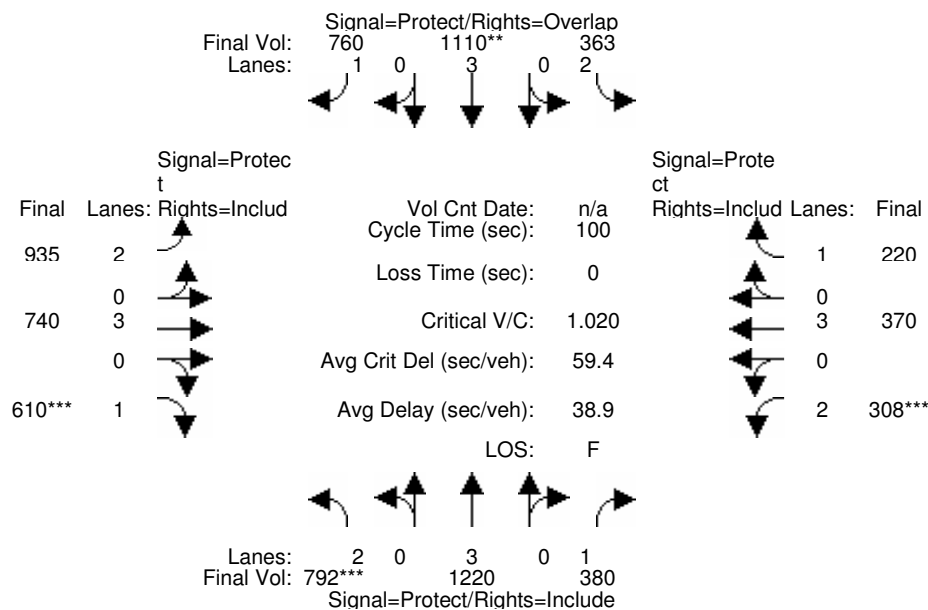 Signal=Protect/Rights=Overlap
Final Vol: 760 1110** 363
Lanes: 1 0 3 0 2
Signal=Protec
t
Signal=Prote
ct
Final Lanes: Rights=Includ Vol Cnt Date: n/a Rights=Includ Lanes: Final
Cycle Time (sec): 100
935 2 1 220
Loss Time (sec): 0
0 0
740 3 Critical V/C: 1.020 3 370
0 Avg Crit Del (sec/veh): 59.4 0
610*** 1 Avg Delay (sec/veh): 38.9 2 308***
LOS: F
Lanes: 2 0 3 0 1
Final Vol: 792*** 1220 380
Signal=Protect/Rights=Include